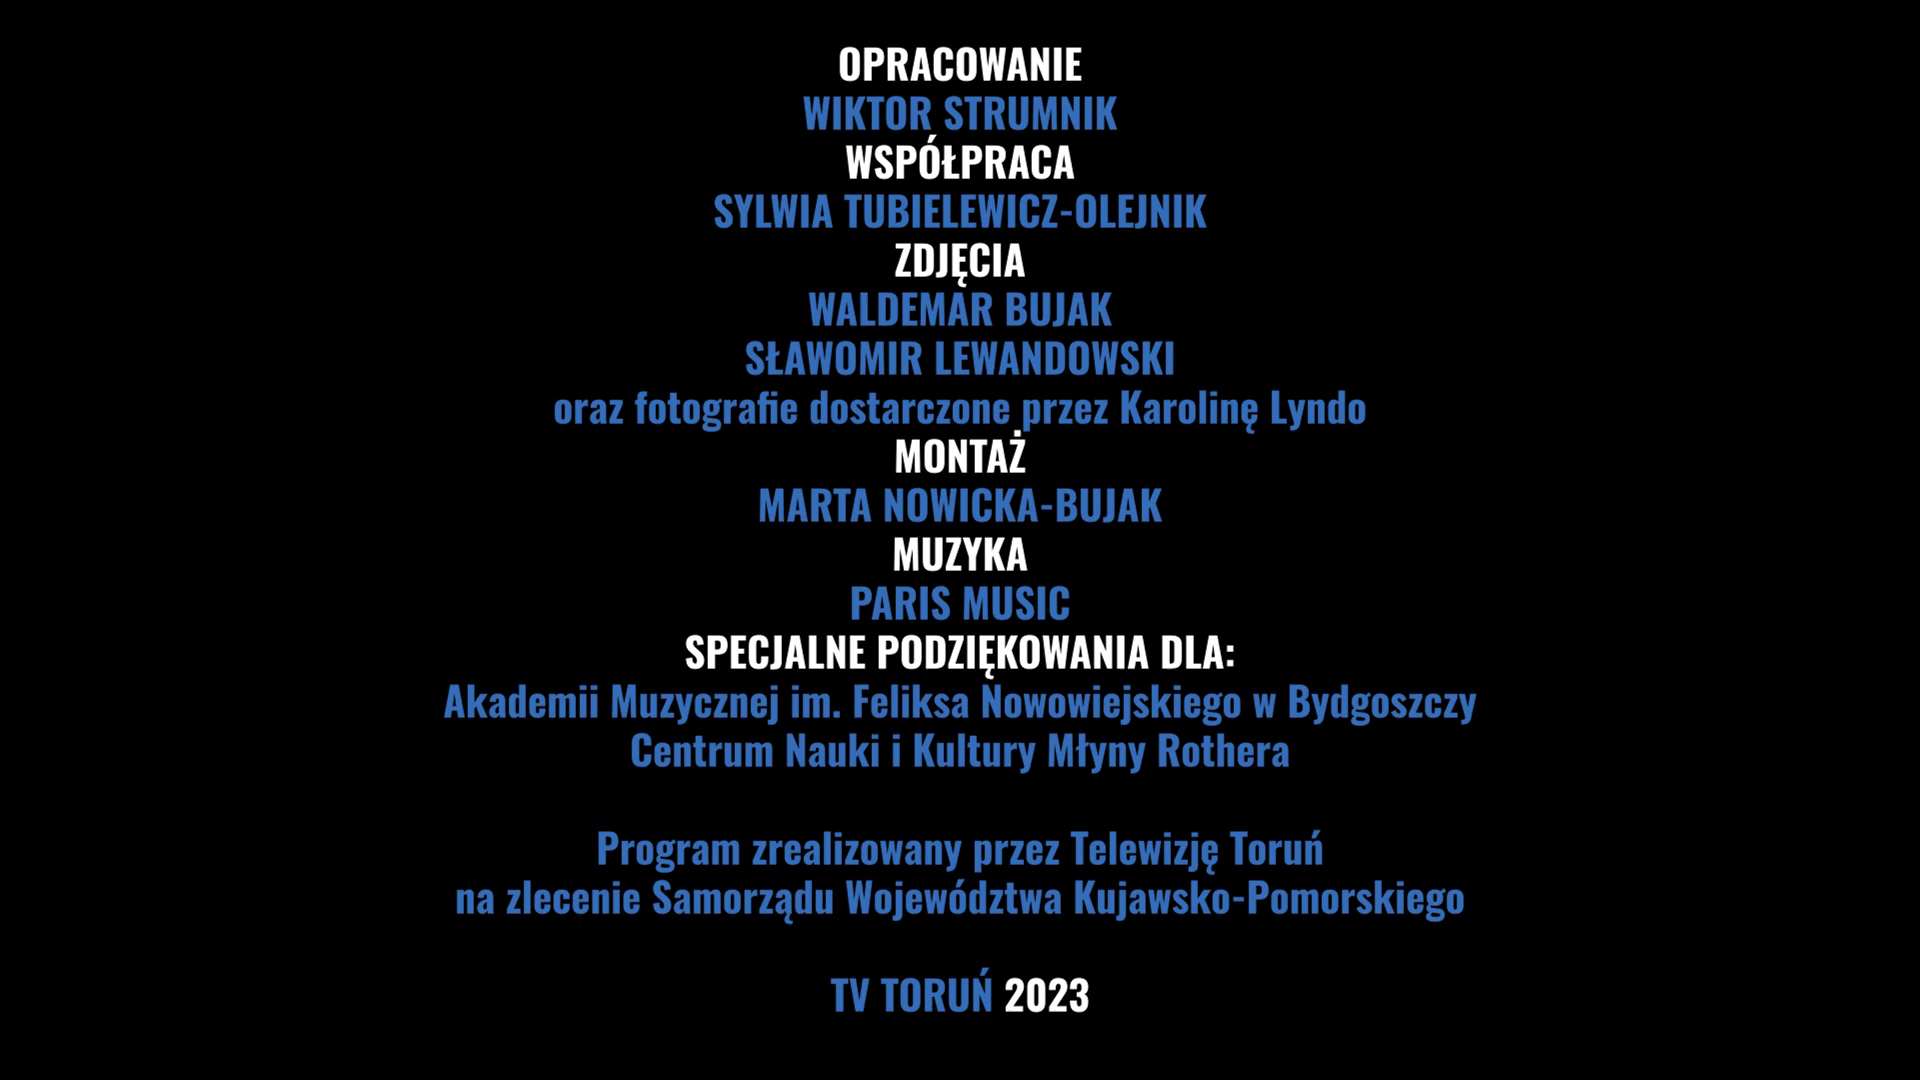 OPRACOWANIE
WIKTOR STRUMNIK
WSPÓŁPRACA
SYLWIA TUBIELEWICZ-OLEJNIK
ZDJĘCIA
WALDEMAR BUJAK
SŁAWOMIR LEWANDOWSKI
oraz fotografie dostarczone przez Karolinę Lyndo
MONTAŻ
MARTA NOWICKA-BUJAK
MUZYKA
PARIS MUSIC
SPECJALNE PODZIĘKOWANIA DLA:
Akademii Muzycznej im. Feliksa Nowowiejskiego w Bydgoszczy
Centrum Nauki i Kultury Młyny Rothera
Program zrealizowany przez Telewizję Toruń
na zlecenie Samorządu Województwa Kujawsko-Pomorskiego
TV TORUŃ 2023